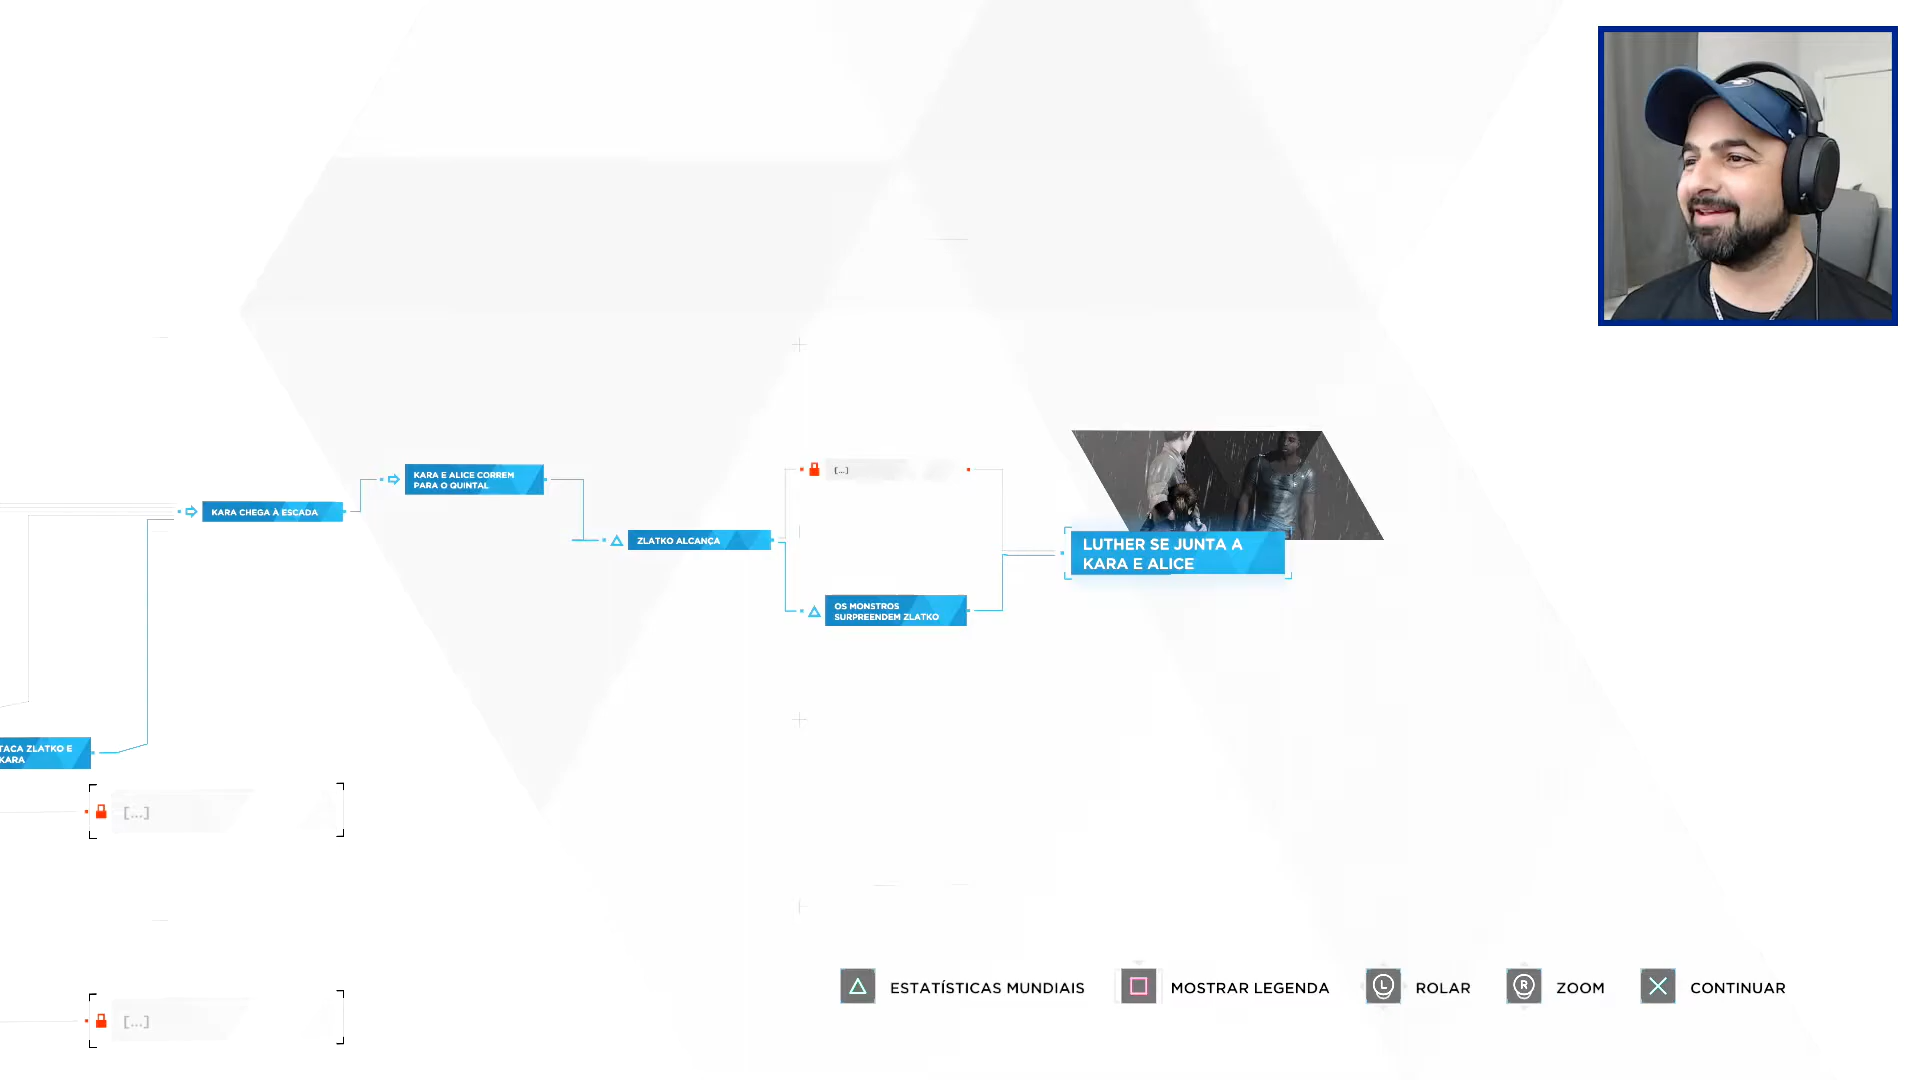 KARA E ALICE CORREM
PARA O QUINTAL
[...]
KARA CHEGA À ESCADA
ZLATKO ALCANÇA
LUTHER SE JUNTA A
KARA E ALICE
OS MONSTROS
SURPREENDEM ZLATKO
TACA ZLATKO E
KARA
[...]
[...]
ESTATÍSTICAS MUNDIAIS
MOSTRAR LEGENDA
L
ROLAR
R
ZOOM
CONTINUAR